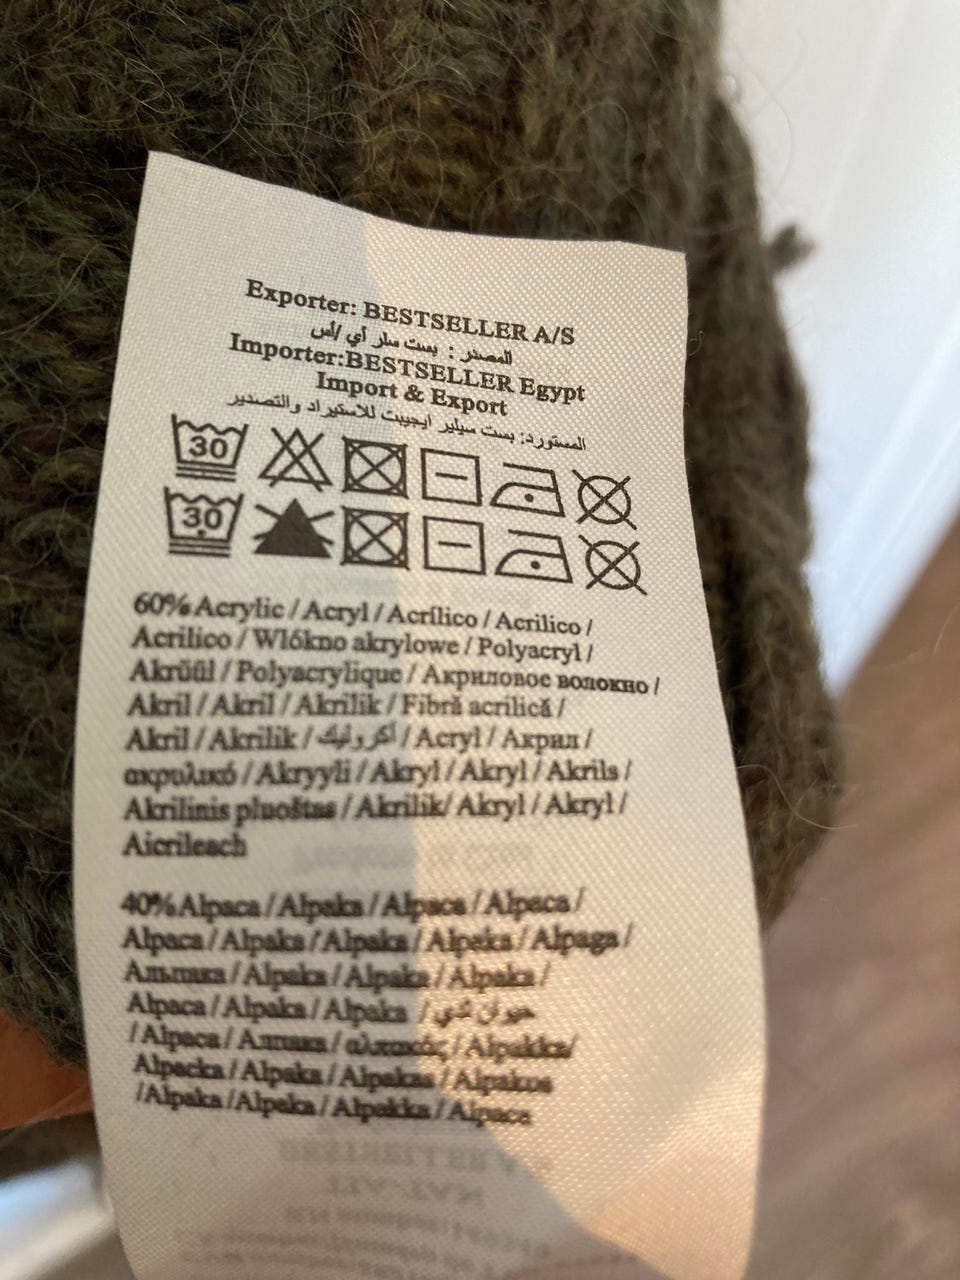 Exporter: BESTSELLER A/S
المصدر : بست سلر أي /أس
Importer:BESTSELLER Egypt
Import & Export
المستورد: بست سيلير ايجيبت للاستيراد والتصدير
30
30
60% Acrylic / Acryl / Acrílico / Acrilico /
Acrilico / Włókno akrylowe / Polyacryl /
Akrüül / Polyacrylique / Акриловое волокно /
Akril / Akril / Akrilik / Fibră acrilică /
Akril / Akrilik / أكروليك / Acryl / Акрил /
ακρυλικό / Akryyli / Akryl / Akryl / Akrils /
Akrilinis pluoštas / Akrilik/ Akryl / Akryl /
Aicrileach
40% Alpaca / Alpaka / Alpaca / Alpaca /
Alpaca / Alpaka / Alpaka / Alpaka / Alpaga /
Альпака / Alpaka / Alpaka / Alpaka /
Alpaca / Alpaka / Alpaka /
/ Alpaca / Алпака / αλπακάς / Alpakka/
Alpacka / Alpaka / Alpakas / Alpakos
/Alpaka /Alpaka / Alpakka / Alpaca